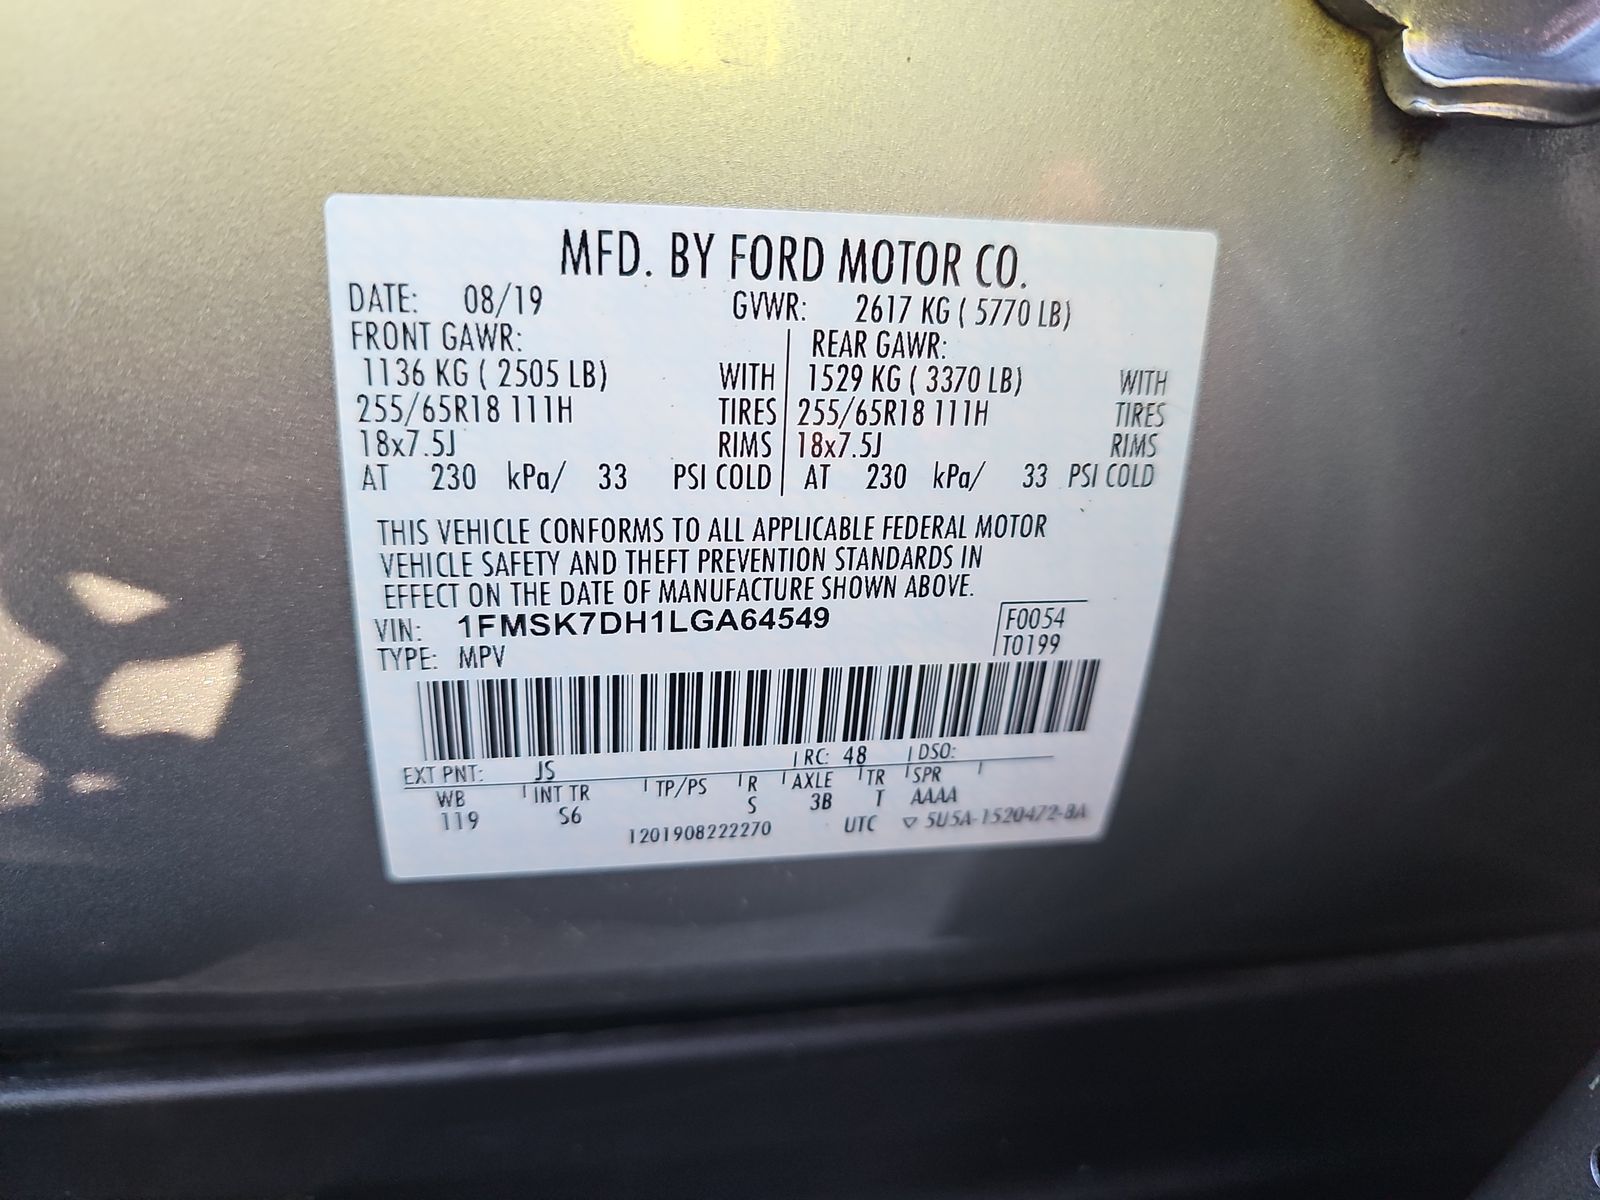 MFD. BY FORD MOTOR CO.
DATE: 08/19 GVWR: 2617 KG ( 5770 LB)
FRONT GAWR: REAR GAWR:
1136 KG ( 2505 LB) WITH 1529 KG ( 3370 LB) WITH
255/65R18 111H TIRES 255/65R18 111H TIRES
18x7.5J RIMS 18x7.5J RIMS
AT 230 kPa/ 33 PSI COLD AT 230 kPa/ 33 PSI COLD
THIS VEHICLE CONFORMS TO ALL APPLICABLE FEDERAL MOTOR
VEHICLE SAFETY AND THEFT PREVENTION STANDARDS IN
EFFECT ON THE DATE OF MANUFACTURE SHOWN ABOVE.
VIN: 1FMSK7DH1LGA64549 F0054
TYPE: MPV T0199
EXT PNT: JS RC: 48 DSO:
WB INT TR TP/PS R AXLE TR SPR
119 S6 S 3B T AAAA
1201908222270 UTC ▽ 5U5A-1520472-BA